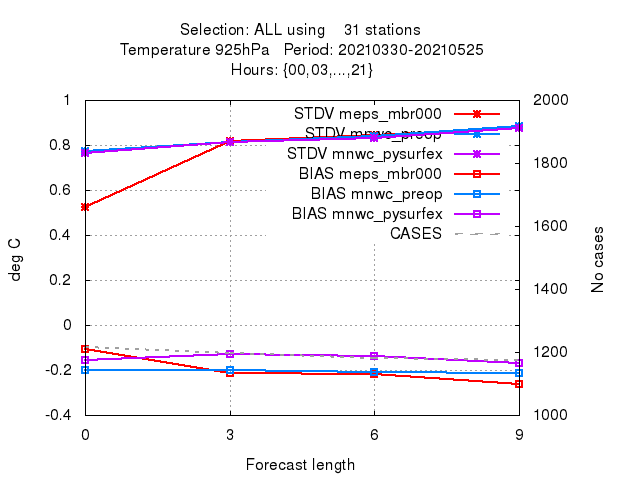 Selection: ALL using 31 stations
Temperature 925hPa Period: 20210330-20210525
Hours: {00,03,...,21}
1
0.8
0.6
0.4
0.2
0
-0.2
-0.4
2000
1800
1600
1400
1200
1000
STDV meps_mbr000
STDV mnwc_preop
STDV mnwc_pysurfex
BIAS meps_mbr000
BIAS mnwc_preop
BIAS mnwc_pysurfex
CASES
deg C
No cases
0 3 6 9
Forecast length